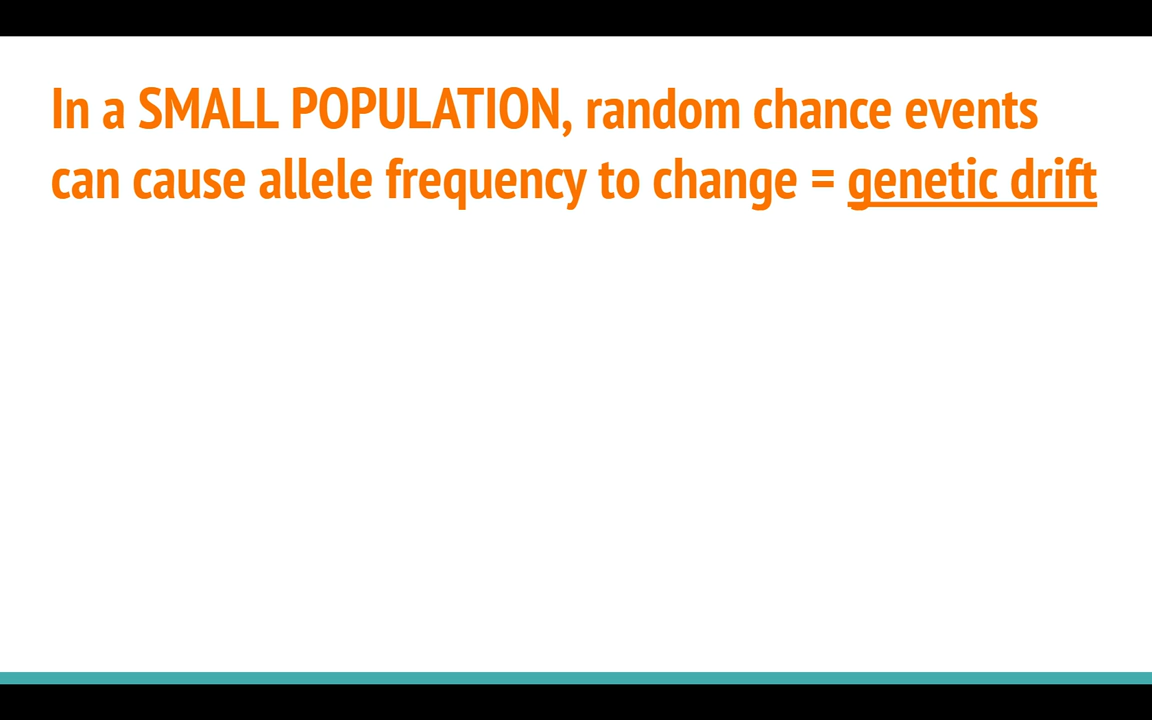 In a SMALL POPULATION, random chance events
can cause allele frequency to change = genetic drift